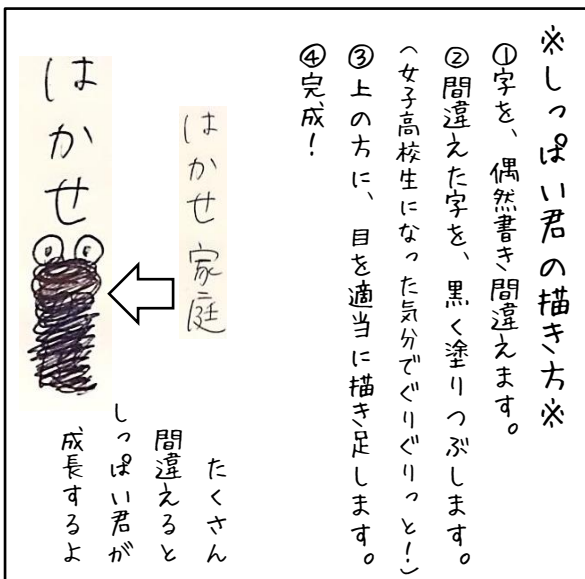 ※しっぱい君の描き方※
①字を、偶然書き間違えます。
②間違えた字を、黒く塗りつぶします。
(女子高校生になった気分でぐりぐりっと!)
③上の方に、目を適当に描き足します。
④完成!
はかせ家庭
はかせ
たくさん
間違えると
しっぱい君が
成長するよ